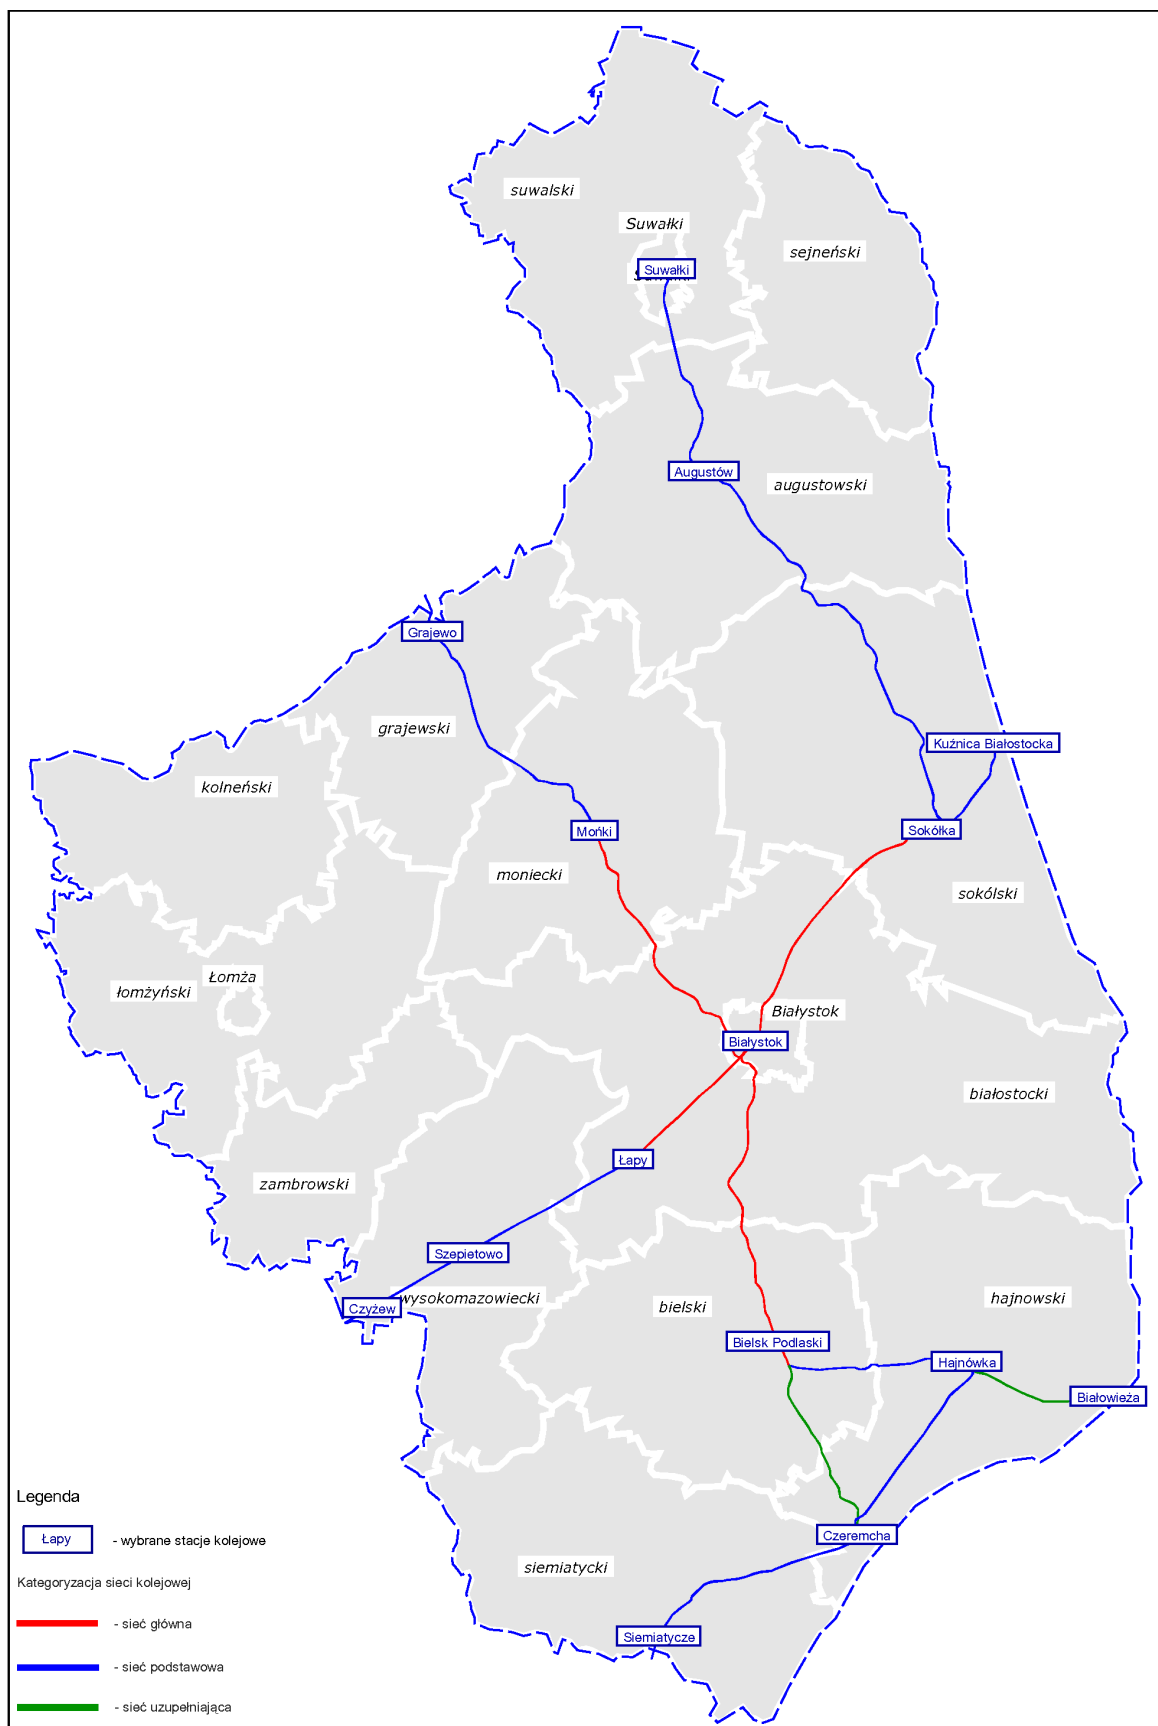 suwalski
Suwałki
sejneński
Suwałki
augustowski
Augustów
Grajewo
grajewski
Kuźnica Białostocka
kolneński
Mońki
Sokółka
moniecki
sokólski
Łomża
łomżyński
Białystok
Białystok
białostocki
Łapy
zambrowski
Szepietowo
wysokomazowiecki
Czyżew
bielski
hajnowski
Bielsk Podlaski
Hajnówka
Białowieża
Czeremcha
siemiatycki
Siemiatycze
Legenda
Łapy - wybrane stacje kolejowe
Kategoryzacja sieci kolejowej
- sieć główna
- sieć podstawowa
- sieć uzupełniająca